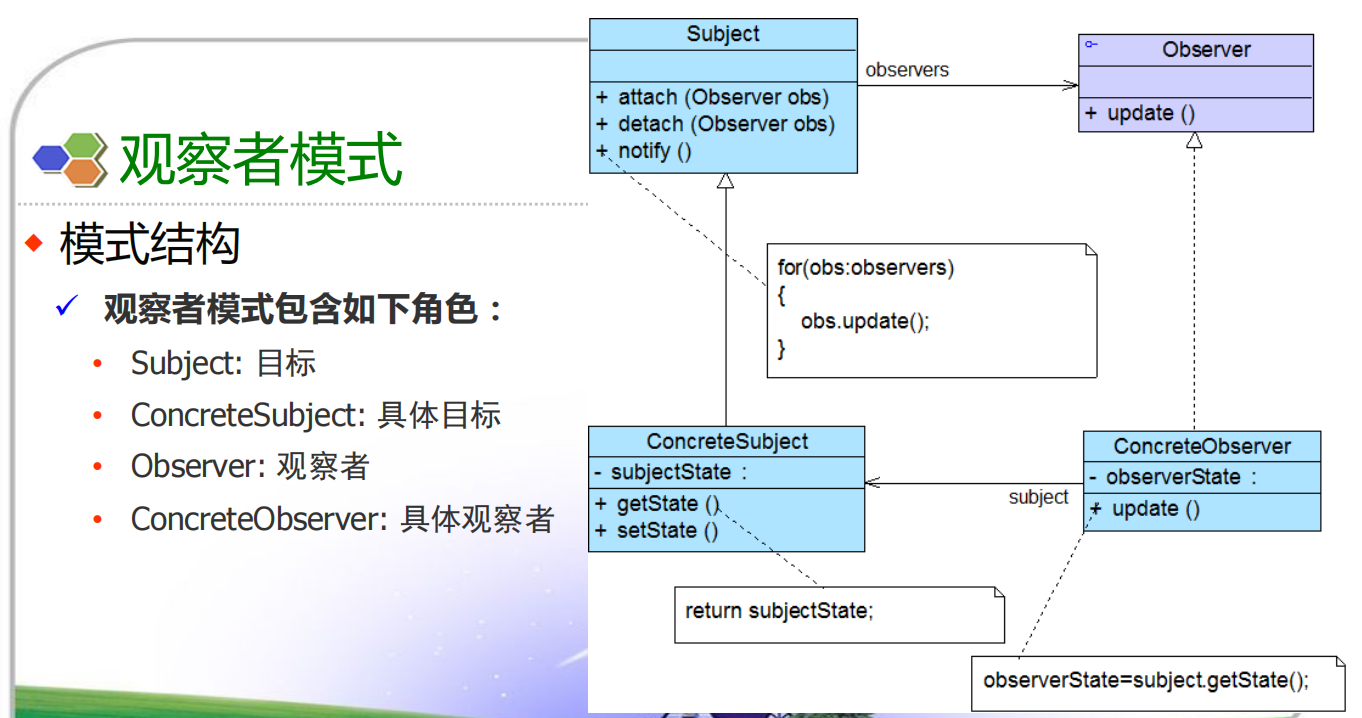 观察者模式
模式结构
观察者模式包含如下角色：
Subject: 目标
ConcreteSubject: 具体目标
Observer: 观察者
ConcreteObserver: 具体观察者
Subject
+ attach (Observer obs)
+ detach (Observer obs)
+ notify ()
observers
Observer
+ update ()
for(obs:observers)
{
obs.update();
}
ConcreteSubject
- subjectState :
+ getState ()
+ setState ()
subject
ConcreteObserver
- observerState :
+ update ()
return subjectState;
observerState=subject.getState();